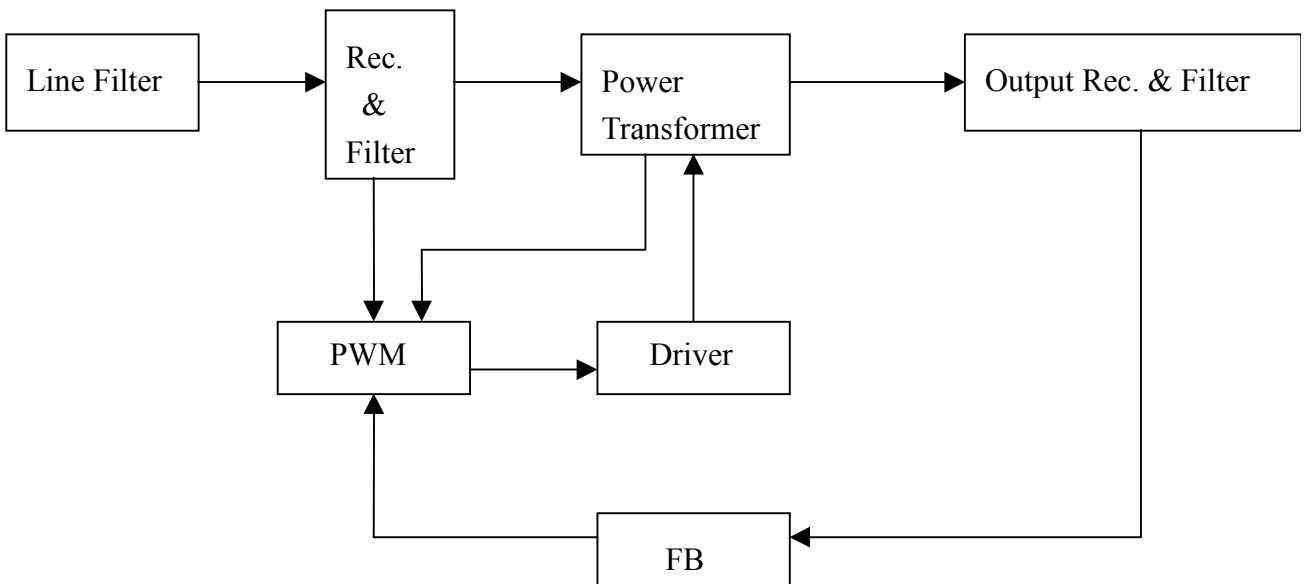 Line Filter
Rec.
&
Filter
Power
Transformer
Output Rec. & Filter
PWM
Driver
FB